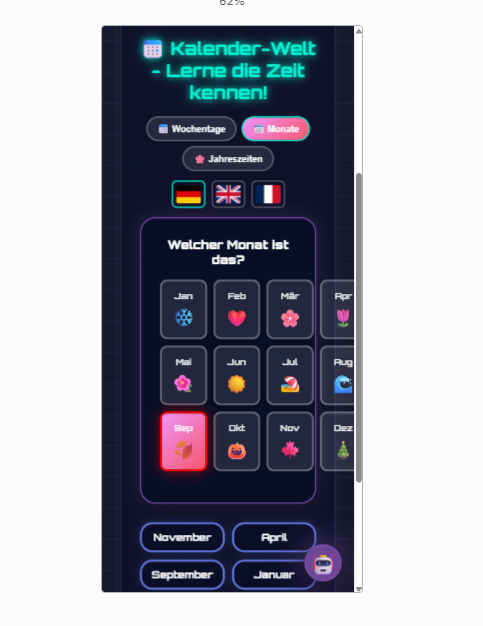 62%
Kalender-Welt
- Lerne die Zeit
kennen!
Wochentage
Monate
Jahreszeiten
Welcher Monat ist
das?
Jan Feb Mär Apr
Mai Jun Jul Aug
Sep Okt Nov Dez
November April
September Januar